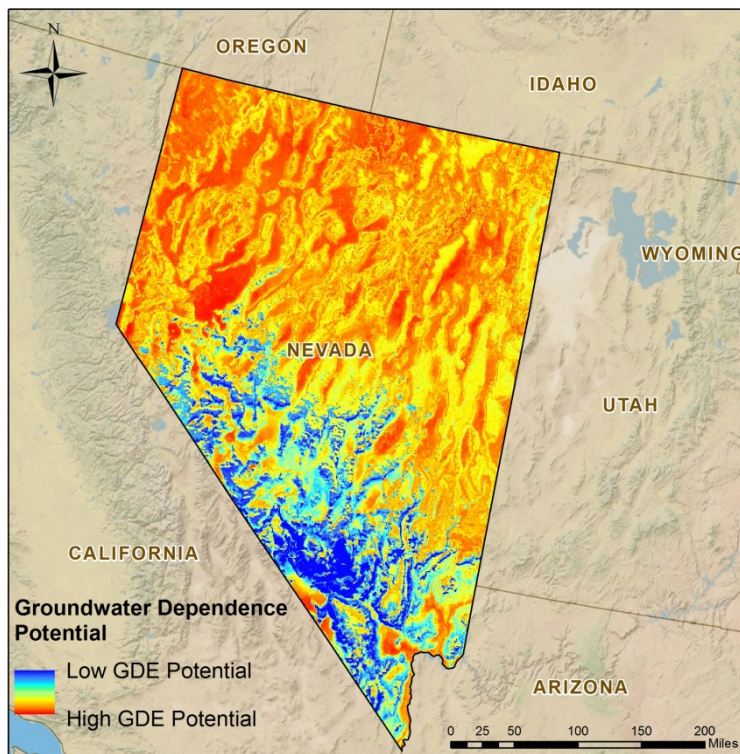 N
OREGON
IDAHO
WYOMING
NEVADA
UTAH
CALIFORNIA
Groundwater Dependence
Potential
Low GDE Potential
High GDE Potential
ARIZONA
0 25 50 100 150 200
Miles